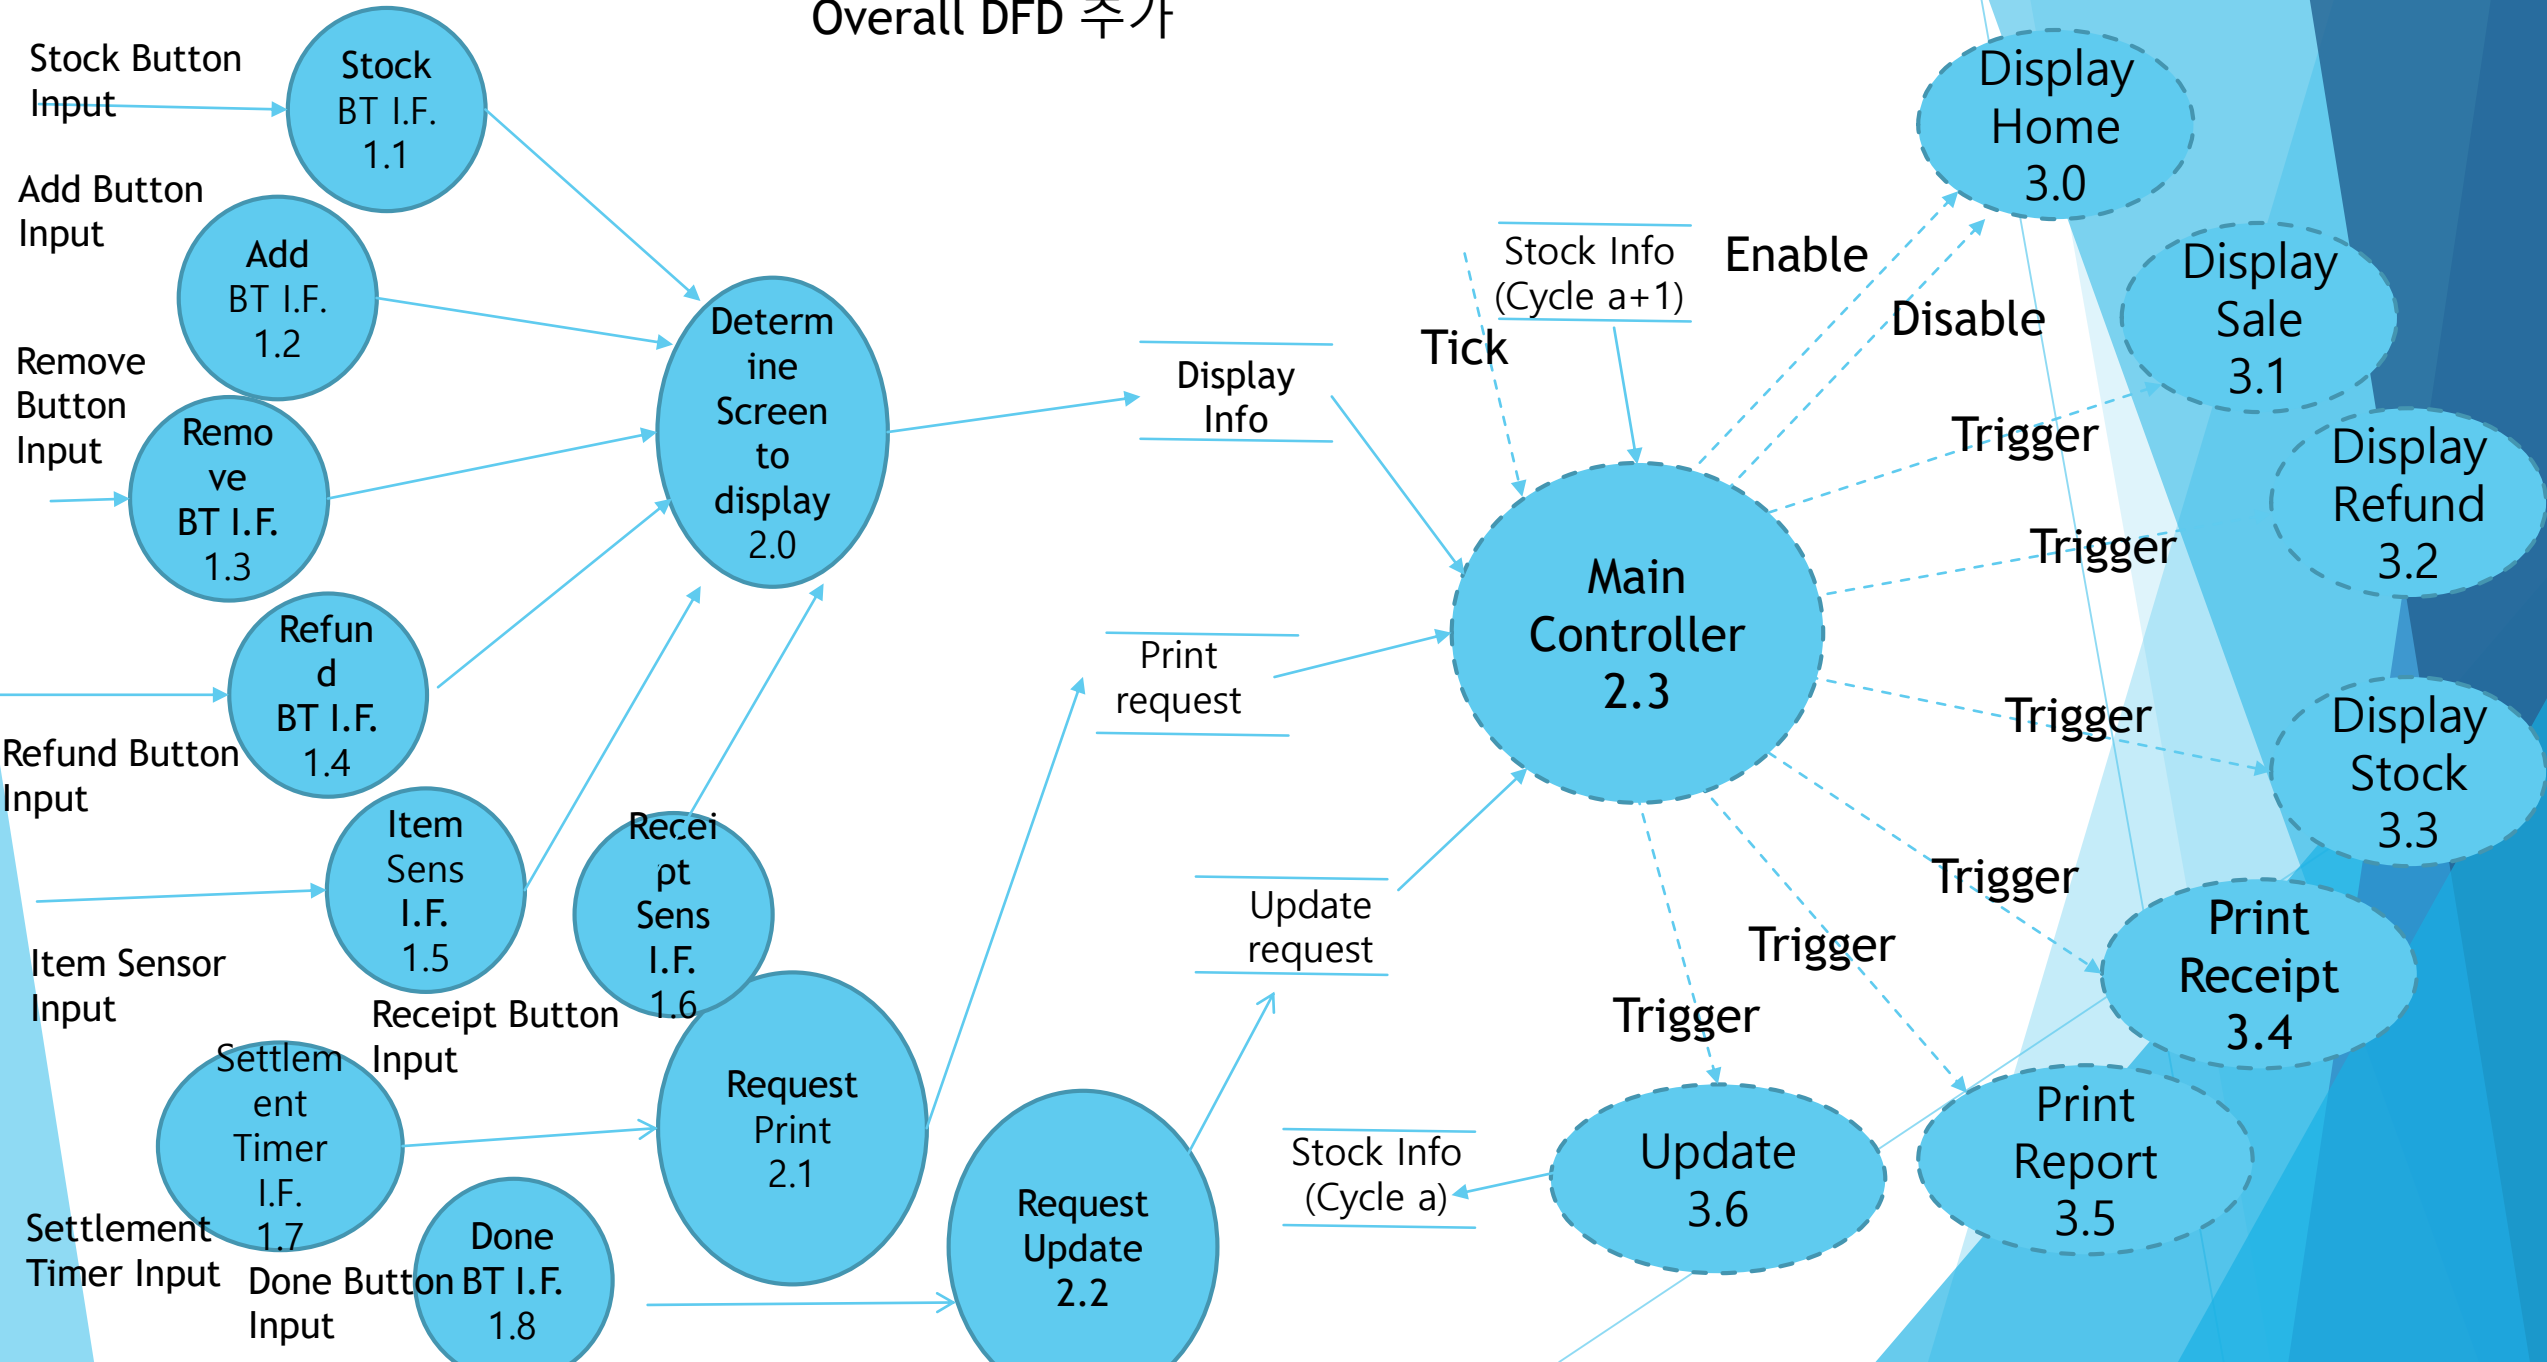 Overall DFD 추가
Stock Button
Input
Stock
BT I.F.
1.1
Add Button
Input
Add
BT I.F.
1.2
Remove
Button
Input
Remo
ve
BT I.F.
1.3
Refun
d
BT I.F.
1.4
Refund Button
Input
Item
Sens
I.F.
1.5
Item Sensor
Input
Recei
pt
Sens
I.F.
1.6
Receipt Button
Input
Settlem
ent
Timer
I.F.
1.7
Settlement
Timer Input
Done
BT I.F.
1.8
Done Button
Input
Determ
ine
Screen
to
display
2.0
Request
Print
2.1
Request
Update
2.2
Display
Info
Print
request
Update
request
Stock Info
(Cycle a)
Tick
Stock Info
(Cycle a+1)
Main
Controller
2.3
Enable
Disable
Trigger
Trigger
Trigger
Trigger
Trigger
Trigger
Display
Home
3.0
Display
Sale
3.1
Display
Refund
3.2
Display
Stock
3.3
Print
Receipt
3.4
Print
Report
3.5
Update
3.6